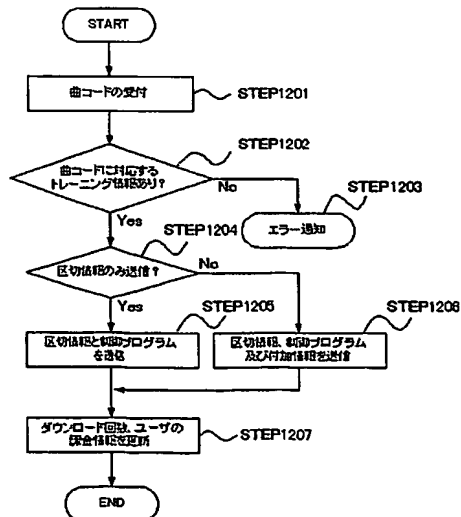 START
曲コードの受付
STEP1201
STEP1202
曲コードに対応する
トレーニング情報あり?
No
STEP1203
エラー通知
Yes
STEP1204
区切情報のみ送信?
No
Yes
STEP1205
STEP1206
区切情報と制御プログラム
を送信
区切情報、制御プログラム
及び付加情報を送信
ダウンロード回数、ユーザの
課金情報を更新
STEP1207
END